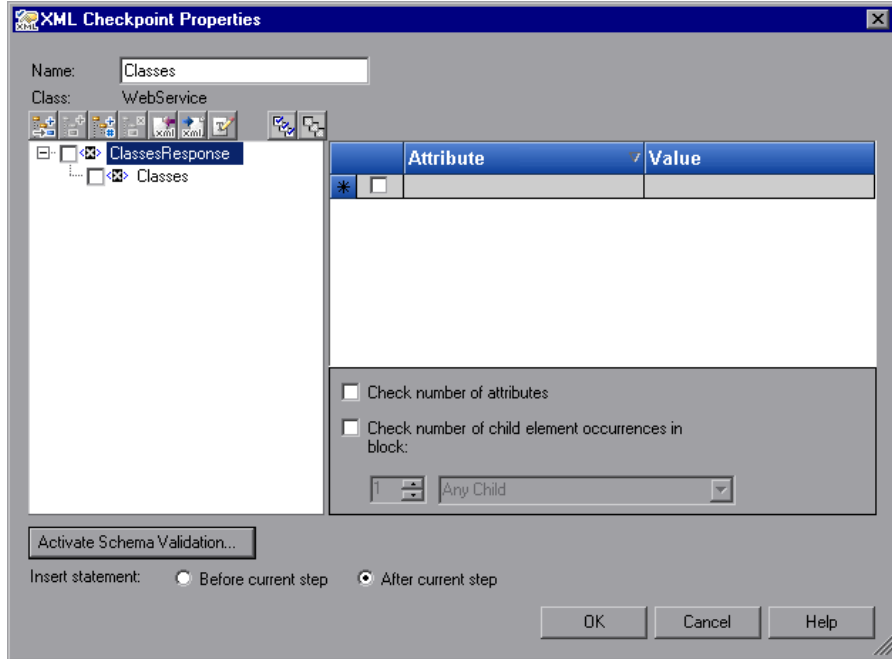 XML Checkpoint Properties
Name: Classes
Class: WebService
ClassesResponse
Classes
Attribute Value
Check number of attributes
Check number of child element occurrences in
block:
1 Any Child
Activate Schema Validation...
Insert statement: Before current step After current step
OK Cancel Help